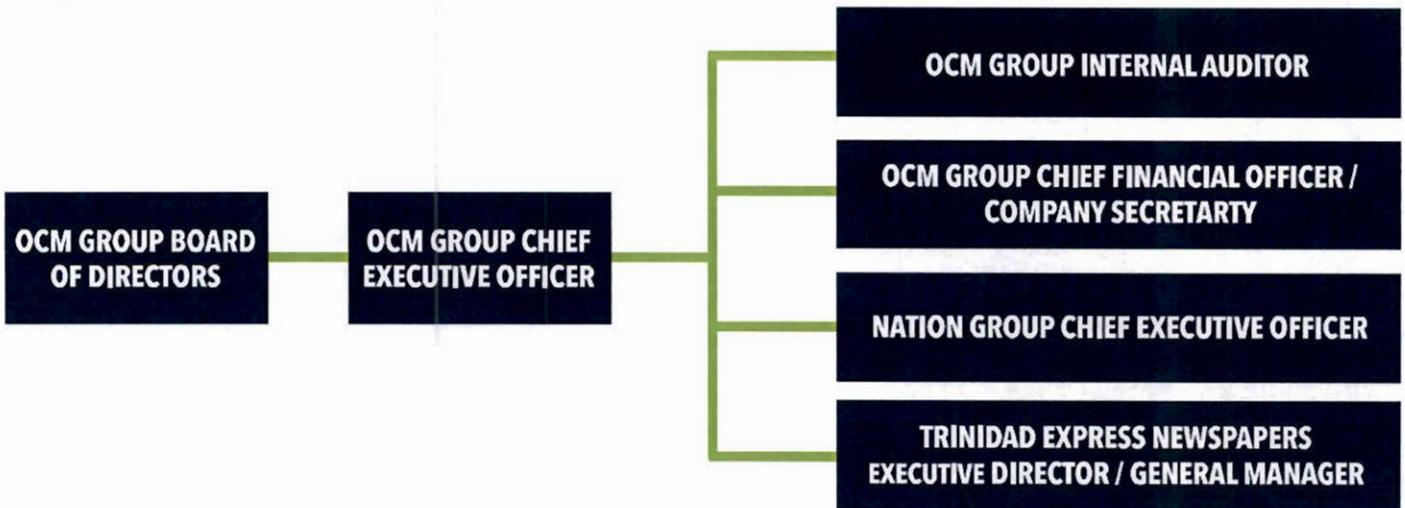 OCM GROUP BOARD
OF DIRECTORS
OCM GROUP CHIEF
EXECUTIVE OFFICER
OCM GROUP INTERNAL AUDITOR
OCM GROUP CHIEF FINANCIAL OFFICER /
COMPANY SECRETARTY
NATION GROUP CHIEF EXECUTIVE OFFICER
TRINIDAD EXPRESS NEWSPAPERS
EXECUTIVE DIRECTOR / GENERAL MANAGER